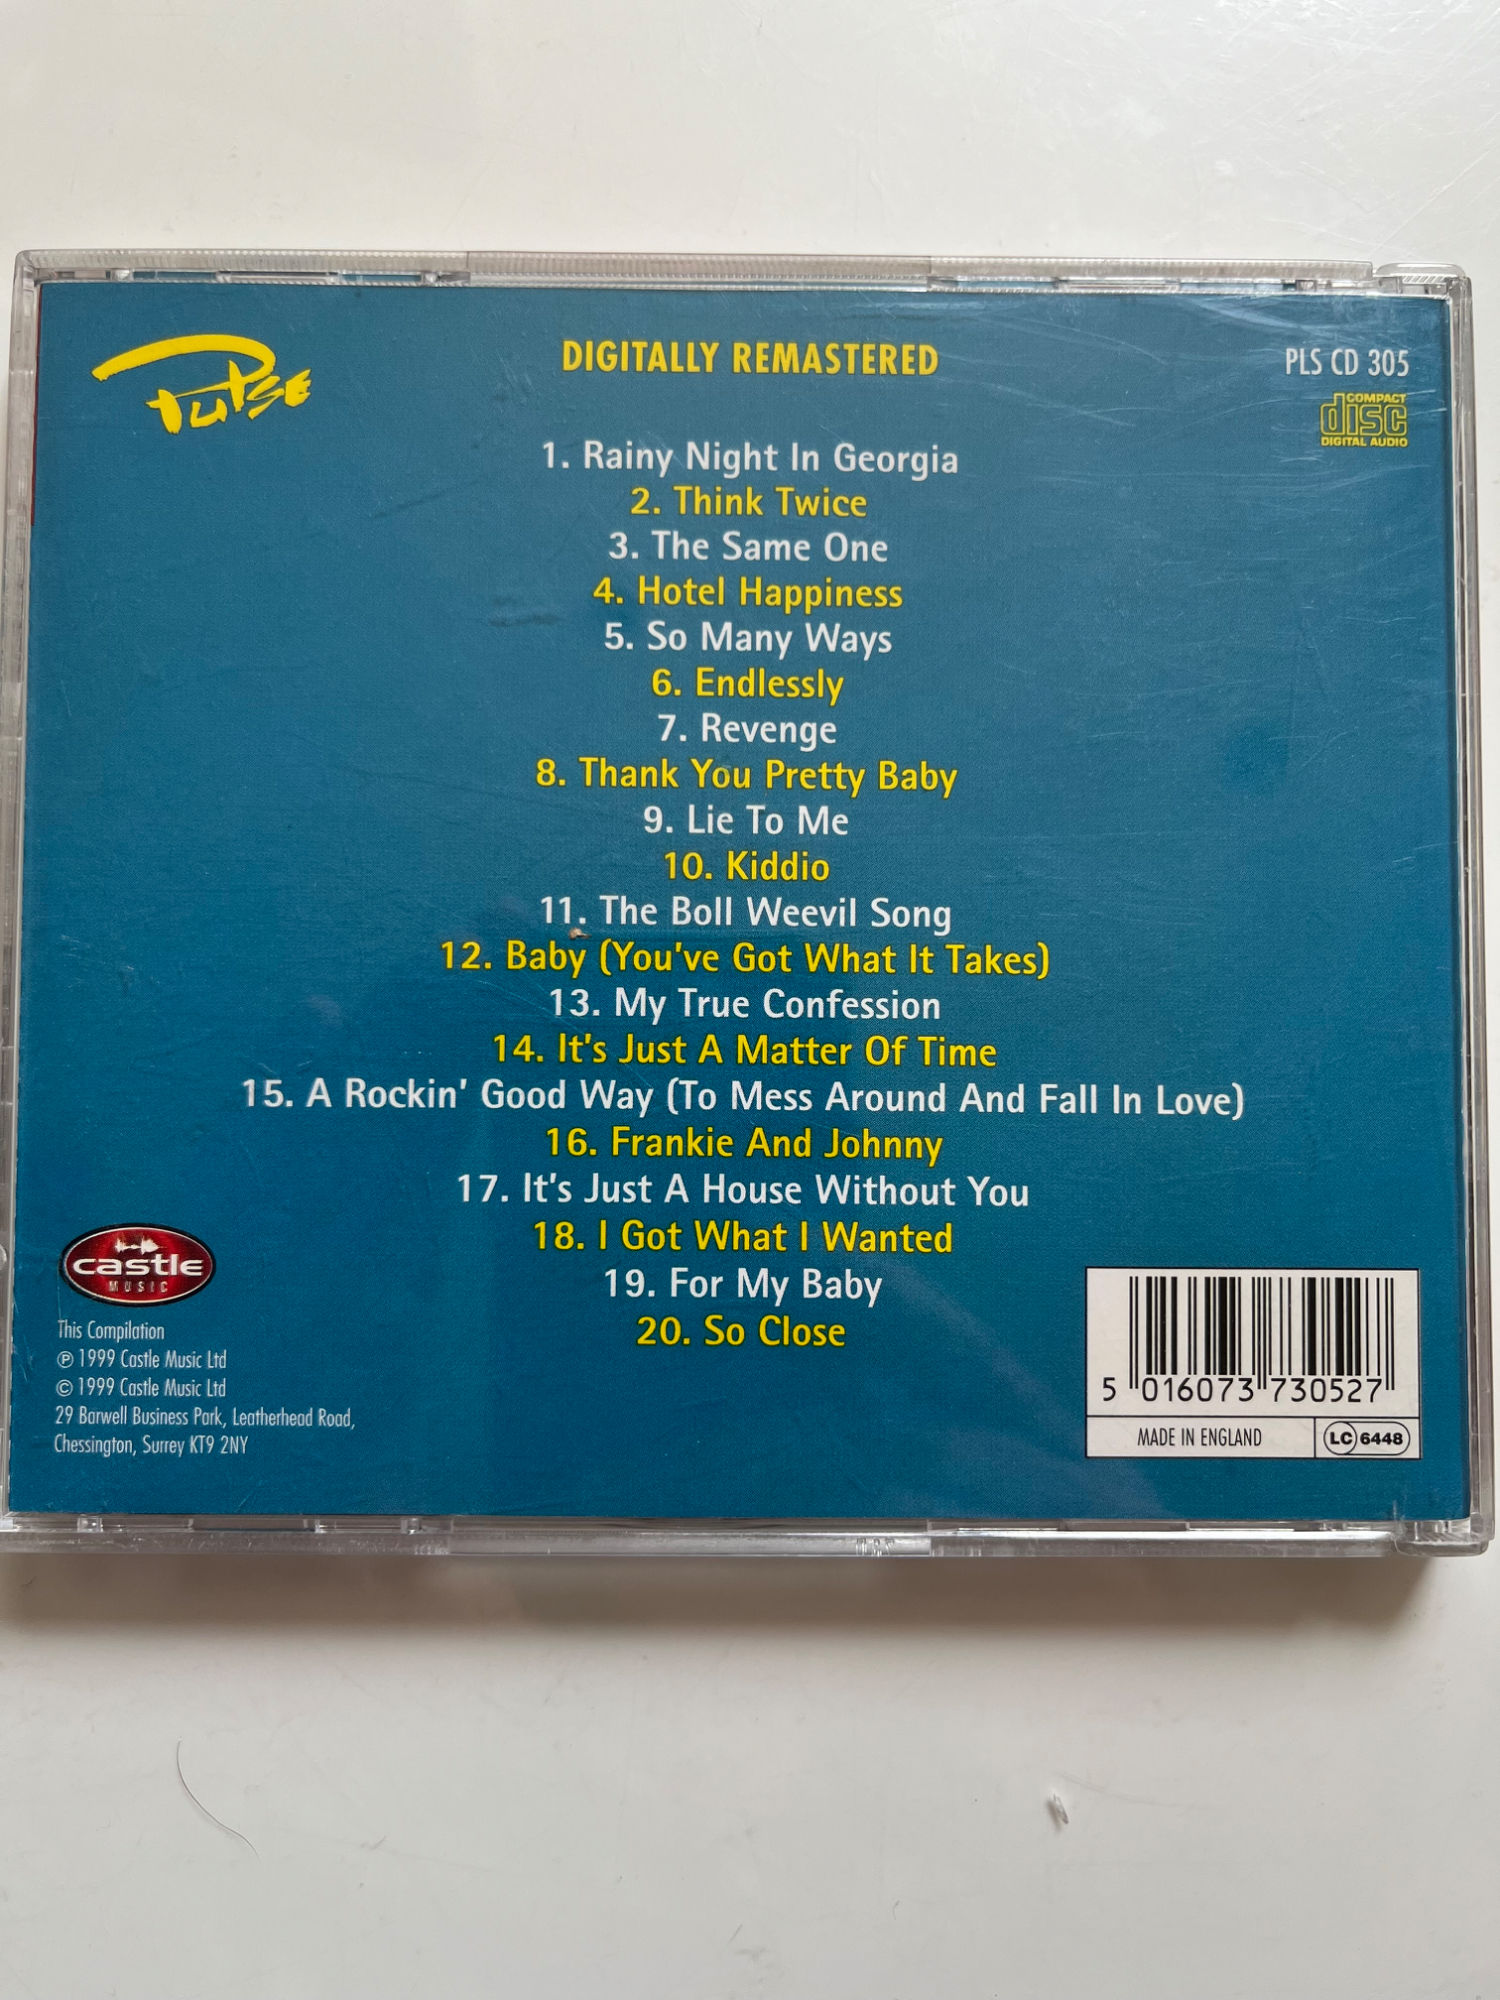 Pulse
DIGITALLY REMASTERED
PLS CD 305
COMPACT
disc
DIGITAL AUDIO
1. Rainy Night In Georgia
2. Think Twice
3. The Same One
4. Hotel Happiness
5. So Many Ways
6. Endlessly
7. Revenge
8. Thank You Pretty Baby
9. Lie To Me
10. Kiddio
11. The Boll Weevil Song
12. Baby (You've Got What It Takes)
13. My True Confession
14. It's Just A Matter Of Time
15. A Rockin' Good Way (To Mess Around And Fall In Love)
16. Frankie And Johnny
17. It's Just A House Without You
18. I Got What I Wanted
19. For My Baby
20. So Close
castle
MUSIC
This Compilation
℗ 1999 Castle Music Ltd
© 1999 Castle Music Ltd
29 Barwell Business Park, Leatherhead Road,
Chessington, Surrey KT9 2NY
5 016073 730527
MADE IN ENGLAND
LC 6448